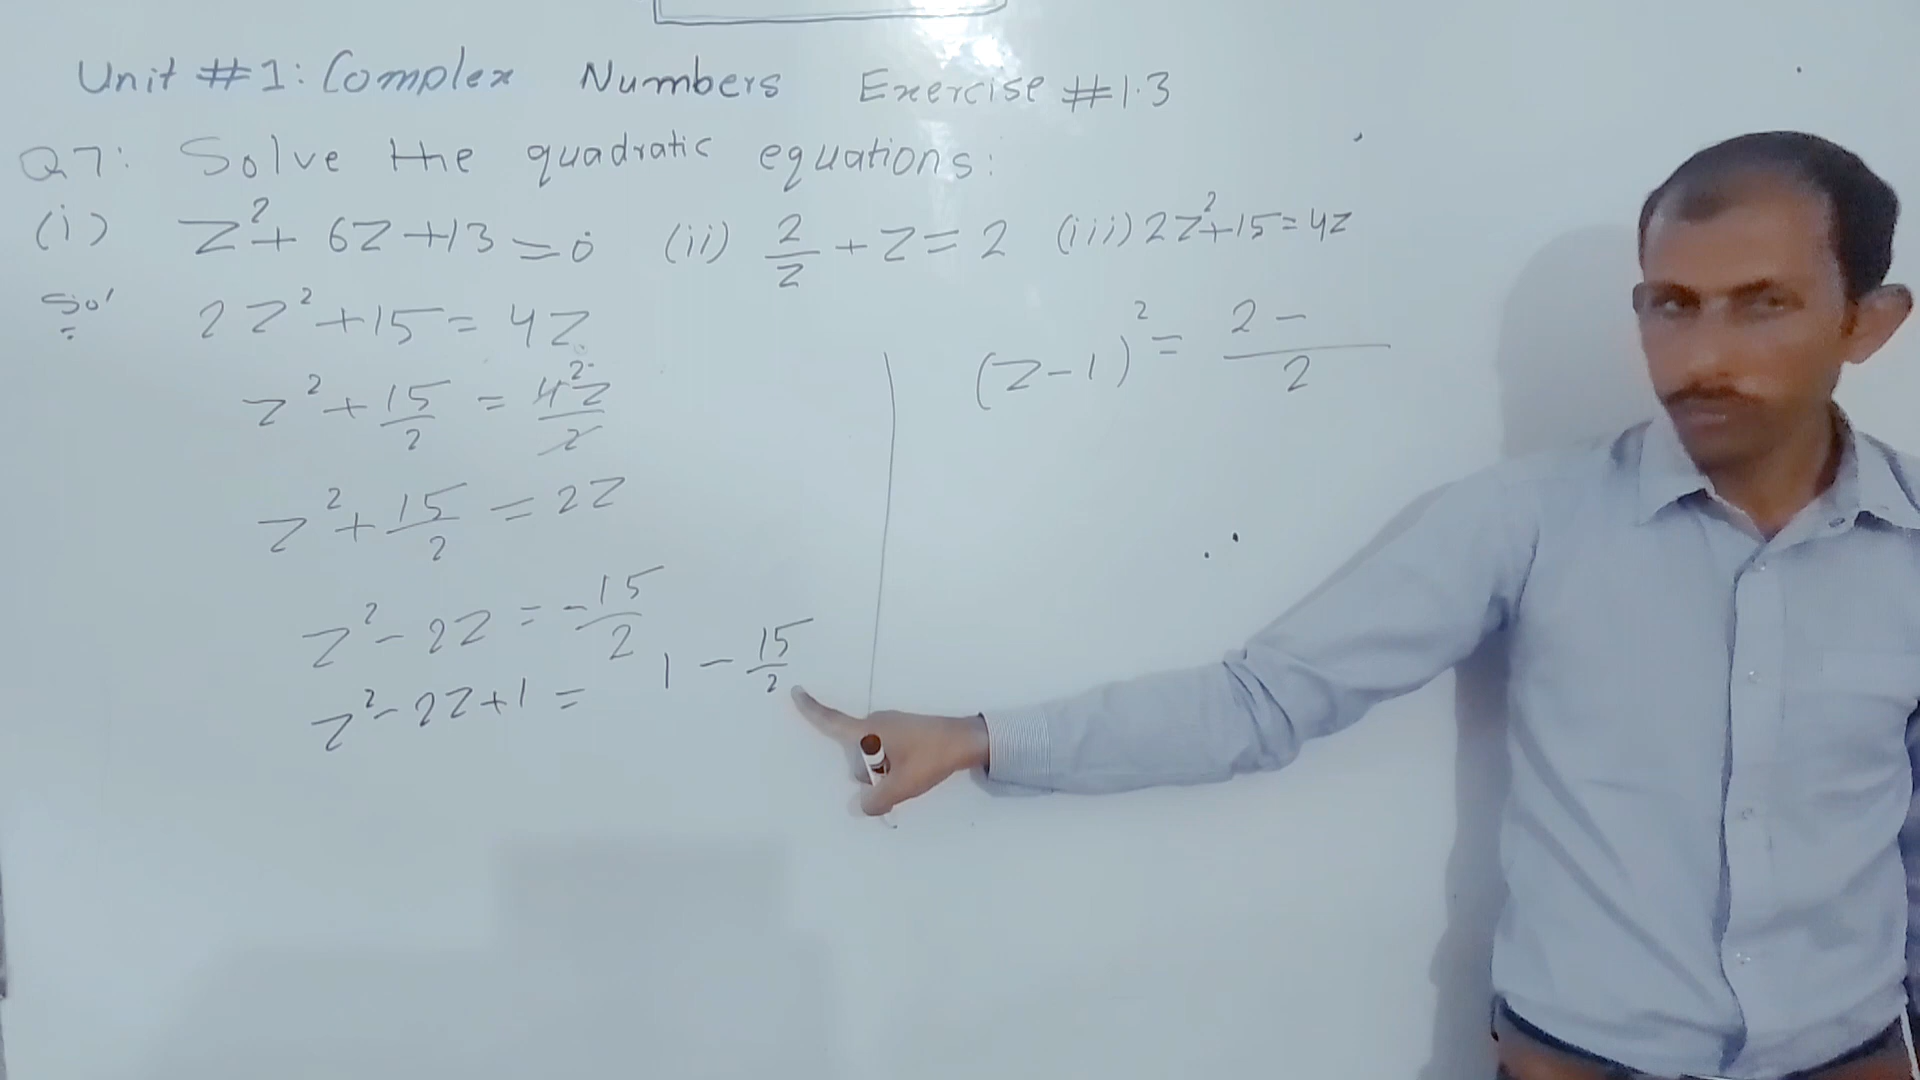 Unit #1: Complex Numbers Exercise #1.3
Q7: Solve the quadratic equations:
(i) z²+ 6z+13=0 (ii) 2/z + z = 2 (iii) 2z²+15=4z
Sol 2z²+15= 4z
z²+ 15/2 = 4z/2 2
z²+ 15/2 = 2z
z²- 2z = -15/2
z²- 2z+1 = 1 - 15/2
(z-1)² = 2 - /2